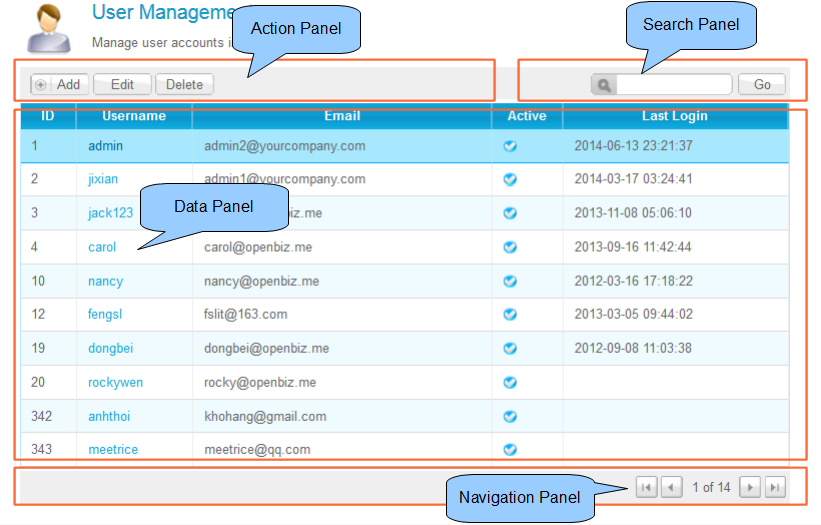 User Manageme
Manage user accounts i
Action Panel
Search Panel
Add Edit Delete
Go
ID Username Email Active Last Login
1 admin admin2@yourcompany.com 2014-06-13 23:21:37
2 jixian admin1@yourcompany.com 2014-03-17 03:24:41
3 jack123 iz.me 2013-11-08 05:06:10
Data Panel
4 carol carol@openbiz.me 2013-09-16 11:42:44
10 nancy nancy@openbiz.me 2012-03-16 17:18:22
12 fengsl fslit@163.com 2013-03-05 09:44:02
19 dongbei dongbei@openbiz.me 2012-09-08 11:03:38
20 rockywen rocky@openbiz.me
342 anhthoi khohang@gmail.com
343 meetrice meetrice@qq.com
Navigation Panel
1 of 14